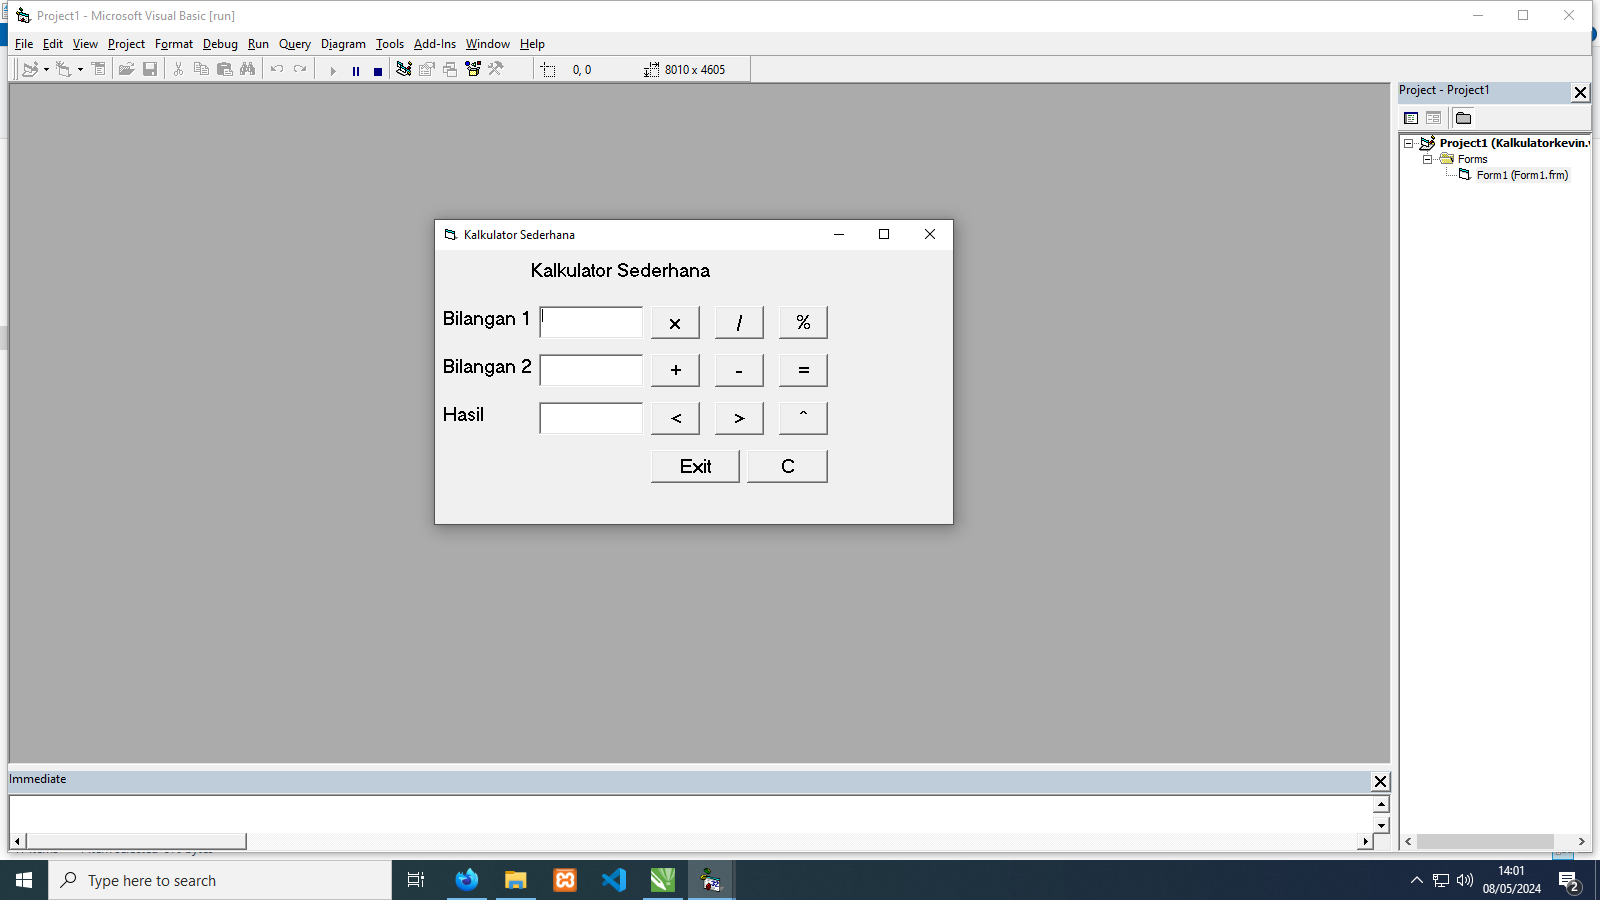 Project1 - Microsoft Visual Basic [run]
File Edit View Project Format Debug Run Query Diagram Tools Add-Ins Window Help
0, 0 8010 x 4605
Project - Project1
Project1 (Kalkulatorkevin.v
Forms
Form1 (Form1.frm)
Kalkulator Sederhana
Kalkulator Sederhana
Bilangan 1 × / %
Bilangan 2 + - =
Hasil < > ^
Exit C
Immediate
Type here to search
14:01
08/05/2024
2